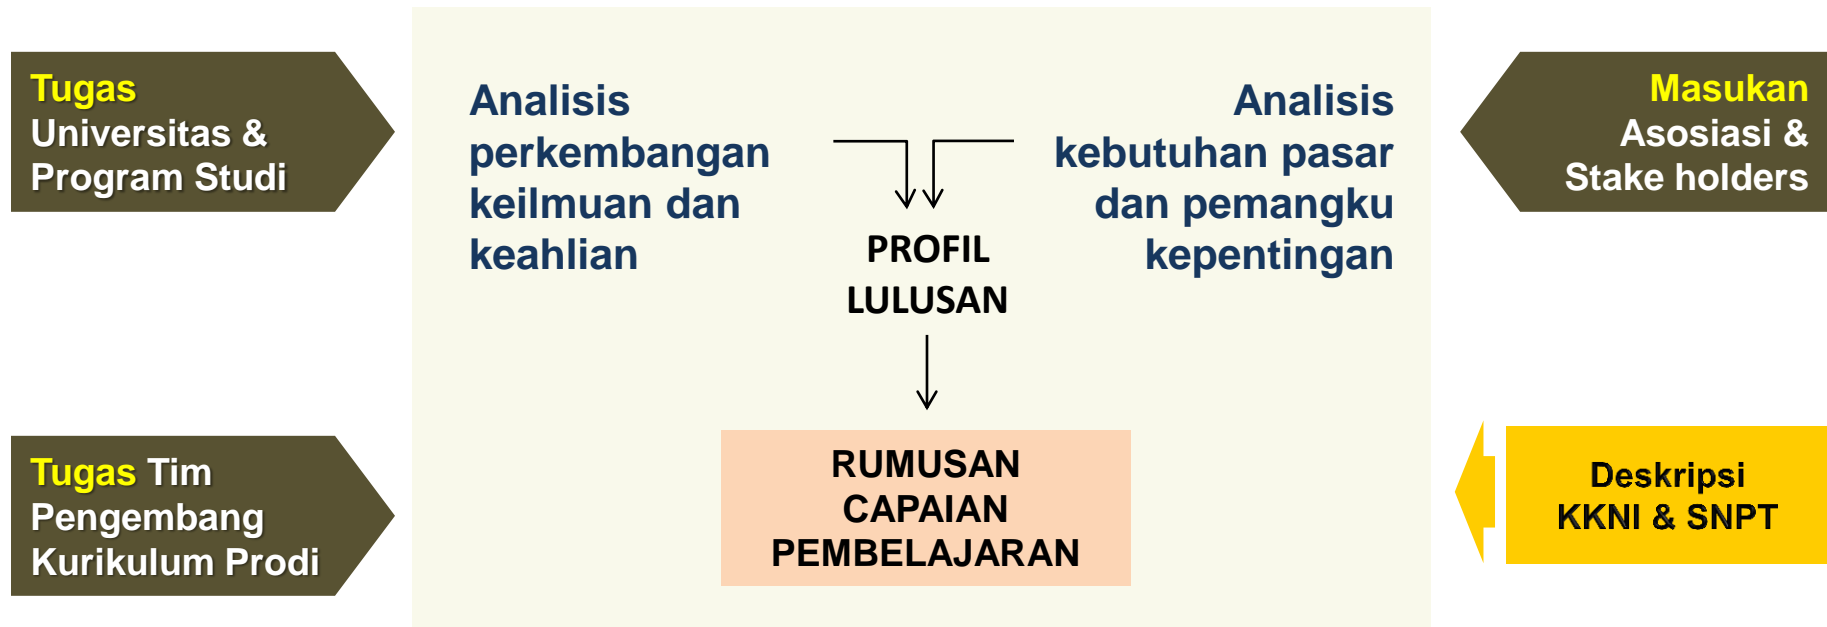 Tugas
Universitas &
Program Studi
Analisis
perkembangan
keilmuan dan
keahlian
Analisis
kebutuhan pasar
dan pemangku
kepentingan
Masukan
Asosiasi &
Stake holders
PROFIL
LULUSAN
Tugas Tim
Pengembang
Kurikulum Prodi
RUMUSAN
CAPAIAN
PEMBELAJARAN
Deskripsi
KKNI & SNPT